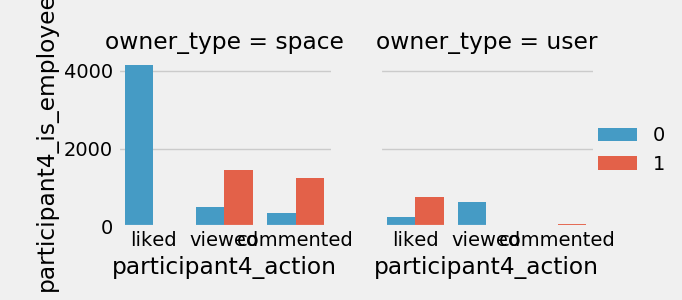 owner_type = space
owner_type = user
participant4_is_employee
4000
2000
0
liked
viewed
commented
liked
viewed
commented
participant4_action
participant4_action
0
1